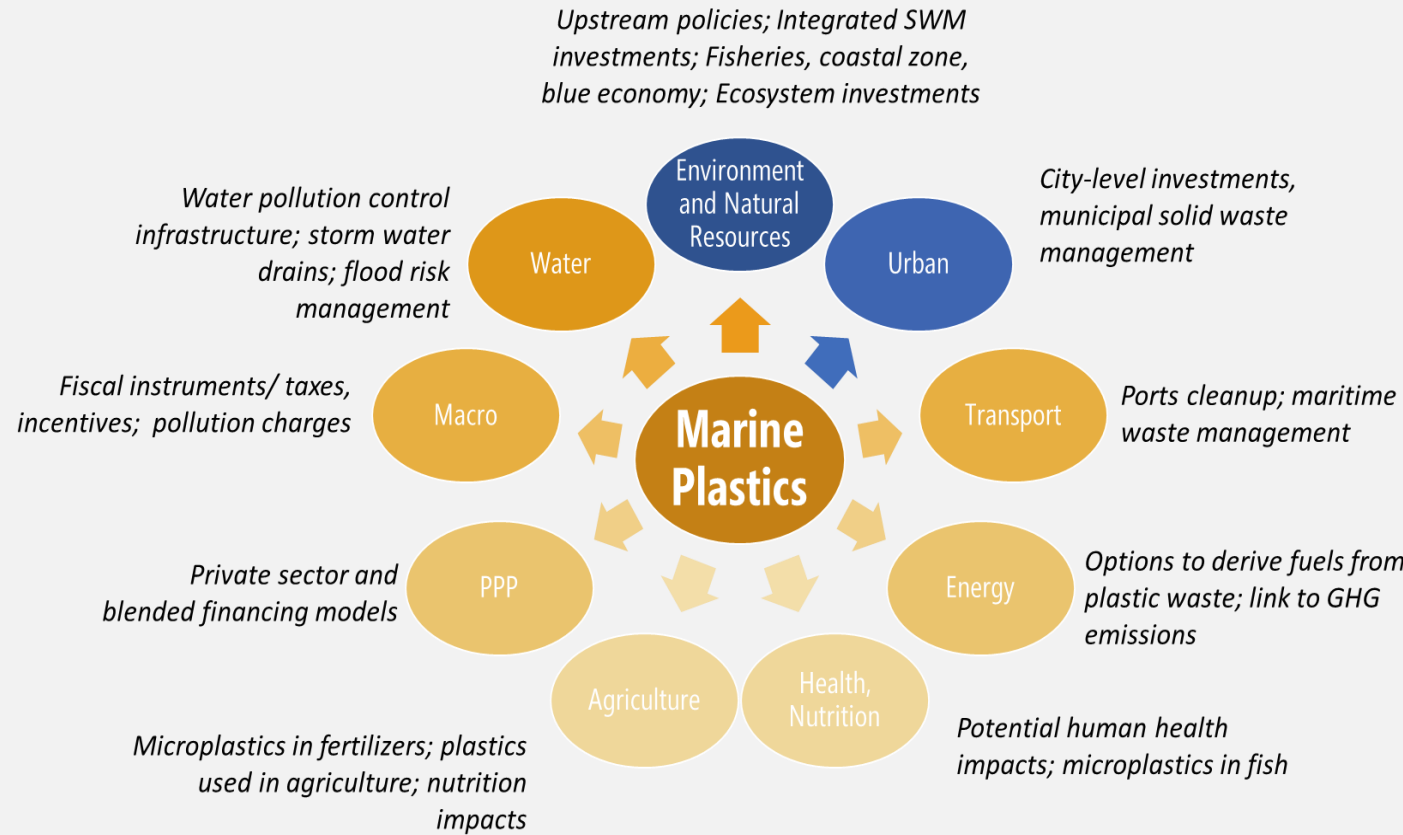 Upstream policies; Integrated SWM
investments; Fisheries, coastal zone,
blue economy; Ecosystem investments
Environment
and Natural
Resources
City-level investments,
municipal solid waste
management
Urban
Water pollution control
infrastructure; storm water
drains; flood risk
management
Water
Fiscal instruments/ taxes,
incentives;  pollution charges
Macro
Marine
Plastics
Transport
Ports cleanup; maritime
waste management
Private sector and
blended financing models
PPP
Energy
Options to derive fuels from
plastic waste; link to GHG
emissions
Agriculture
Health,
Nutrition
Microplastics in fertilizers; plastics
used in agriculture; nutrition
impacts
Potential human health
impacts; microplastics in fish